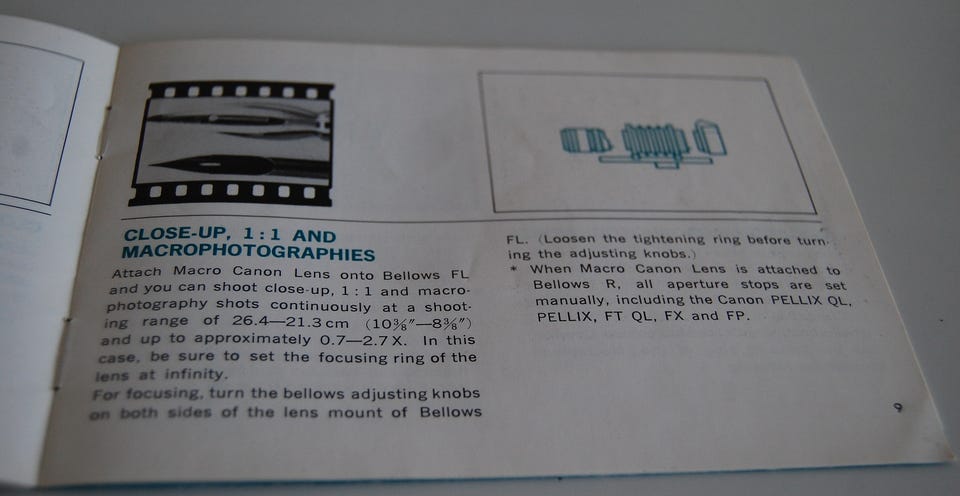 CLOSE-UP, 1:1 AND
MACROPHOTOGRAPHIES
Attach Macro Canon Lens onto Bellows FL
and you can shoot close-up, 1:1 and macro-
photography shots continuously at a shoot-
ing range of 26.4—21.3cm (10⅜″—8⅜″)
and up to approximately 0.7—2.7X. In this
case, be sure to set the focusing ring of the
lens at infinity.
For focusing, turn the bellows adjusting knobs
on both sides of the lens mount of Bellows
FL. (Loosen the tightening ring before turn-
ing the adjusting knobs.)
* When Macro Canon Lens is attached to
Bellows R, all aperture stops are set
manually, including the Canon PELLIX QL,
PELLIX, FT QL, FX and FP.
9